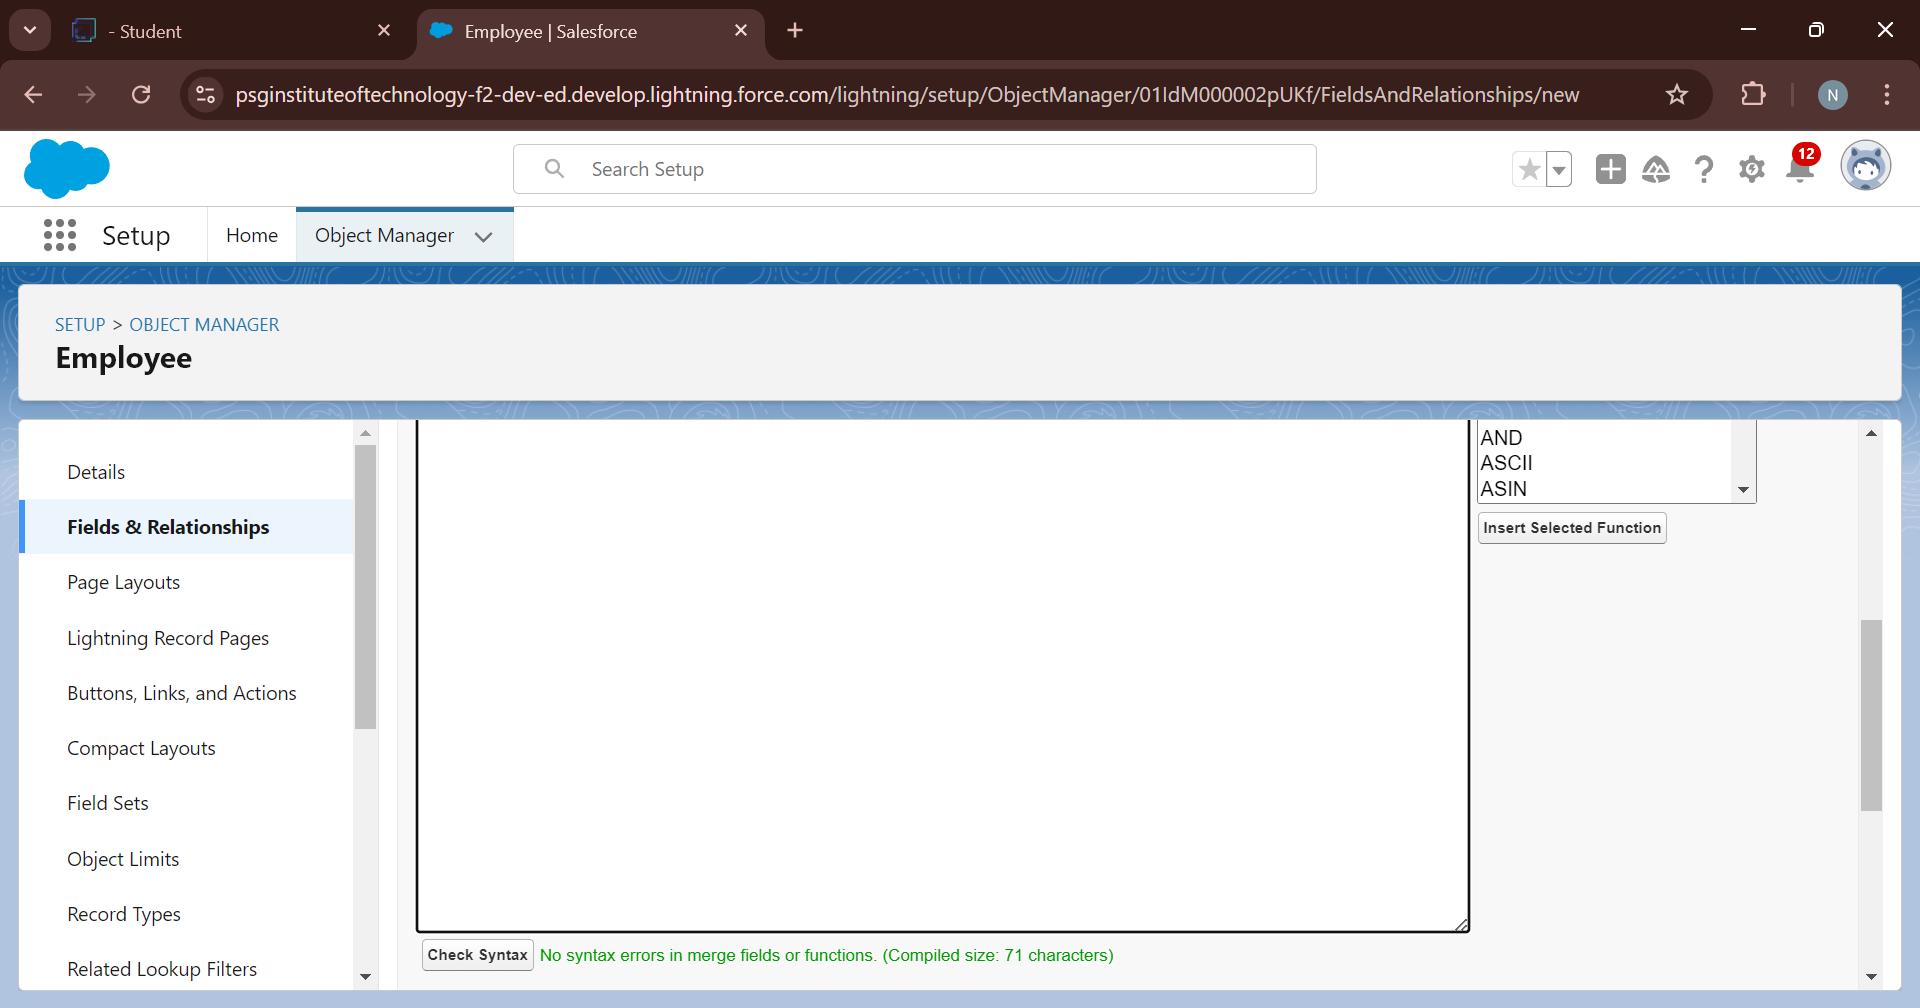 - Student
Employee | Salesforce
psginstituteoftechnology-f2-dev-ed.develop.lightning.force.com/lightning/setup/ObjectManager/01IdM000002pUKf/FieldsAndRelationships/new
N
Search Setup
12
Setup
Home
Object Manager
SETUP > OBJECT MANAGER
Employee
Details
Fields & Relationships
Page Layouts
Lightning Record Pages
Buttons, Links, and Actions
Compact Layouts
Field Sets
Object Limits
Record Types
Related Lookup Filters
AND
ASCII
ASIN
Insert Selected Function
Check Syntax
No syntax errors in merge fields or functions. (Compiled size: 71 characters)